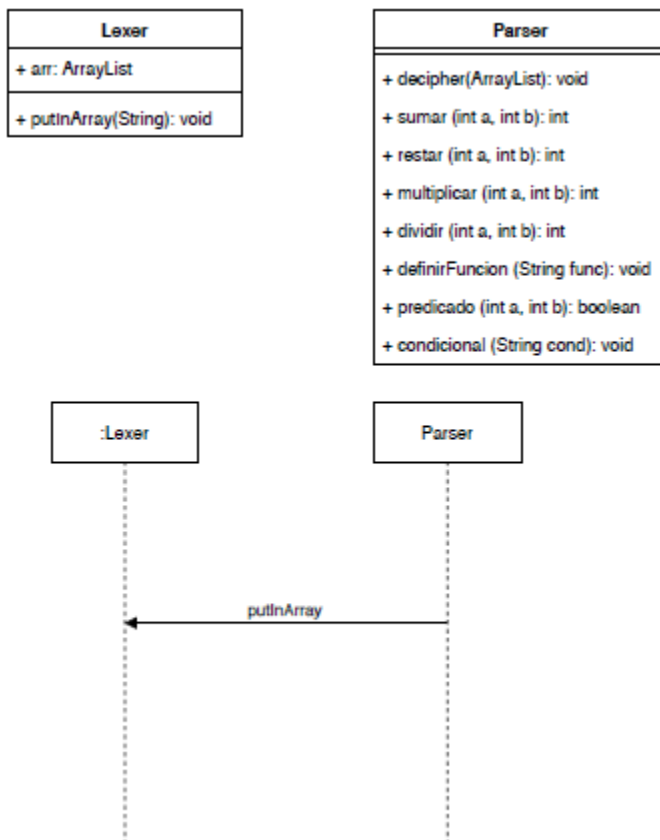 Lexer
+ arr: ArrayList
+ putInArray(String): void
Parser
+ decipher(ArrayList): void
+ sumar (int a, int b): int
+ restar (int a, int b): int
+ multiplicar (int a, int b): int
+ dividir (int a, int b): int
+ definirFuncion (String func): void
+ predicado (int a, int b): boolean
+ condicional (String cond): void
:Lexer
Parser
putInArray